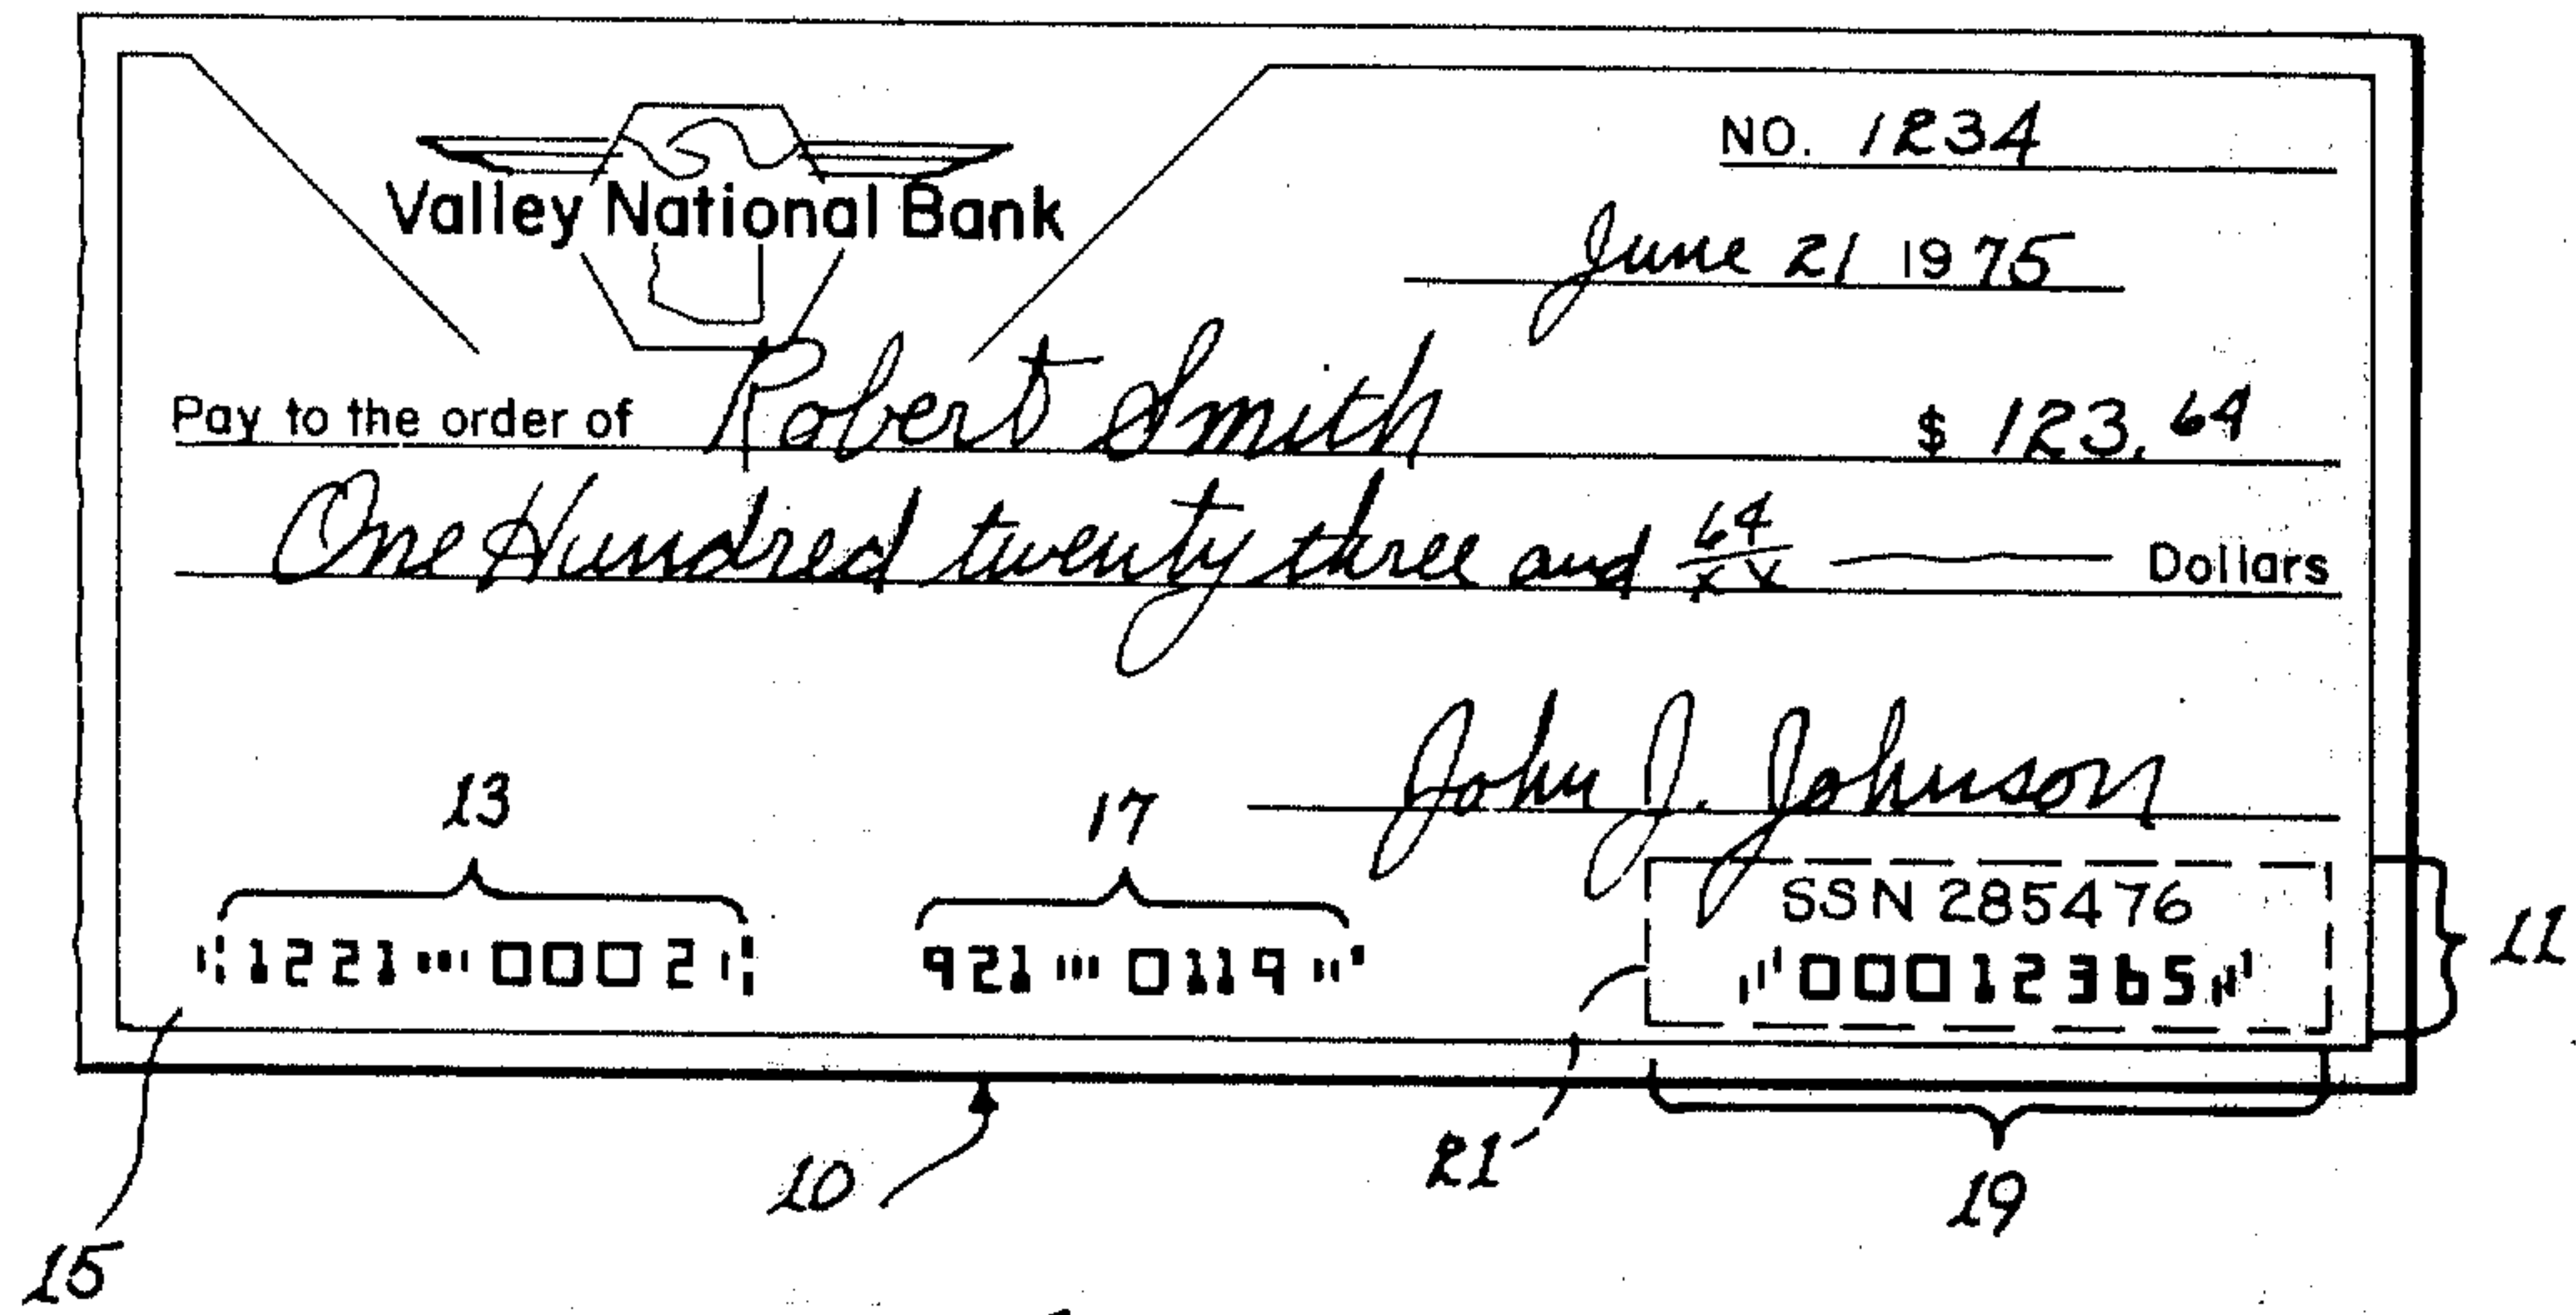 NO. 1234
Valley National Bank
June 21 1975
Pay to the order of Robert Smith $ 123.64
One Hundred twenty three and 64/xx Dollars
John J. Johnson
13
17
SSN 285476
11
⑆1221⑉0002⑆ 921⑉0119⑈ ⑈00012365⑈
10
21
19
15